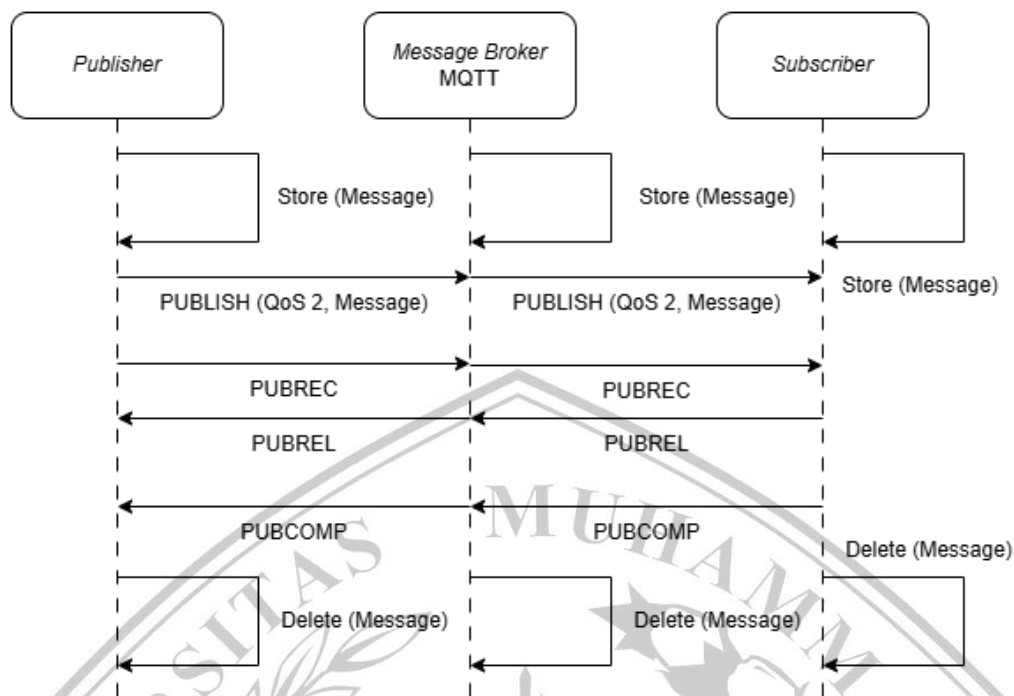 Publisher
Message Broker
MQTT
Subscriber
Store (Message)
Store (Message)
Store (Message)
PUBLISH (QoS 2, Message)
PUBLISH (QoS 2, Message)
PUBREC
PUBREC
PUBREL
PUBREL
PUBCOMP
PUBCOMP
Delete (Message)
Delete (Message)
Delete (Message)
RSITAS MUHAMM